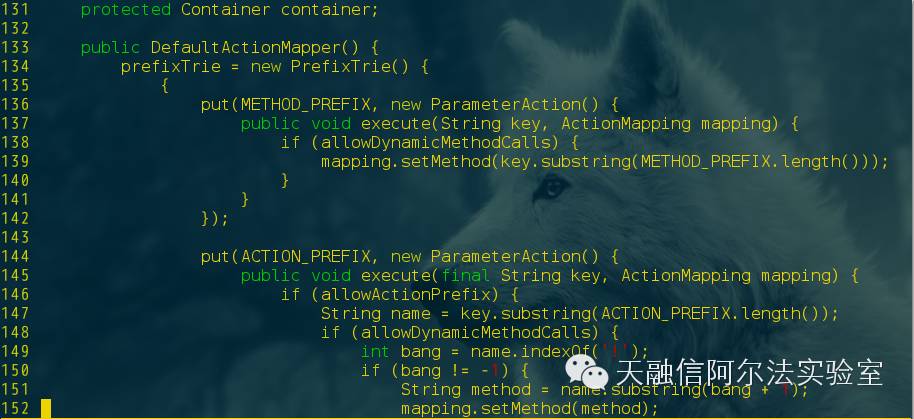 131     protected Container container;
132
133     public DefaultActionMapper() {
134         prefixTrie = new PrefixTrie() {
135             {
136                 put(METHOD_PREFIX, new ParameterAction() {
137                     public void execute(String key, ActionMapping mapping) {
138                         if (allowDynamicMethodCalls) {
139                             mapping.setMethod(key.substring(METHOD_PREFIX.length()));
140                         }
141                     }
142                 });
143
144                 put(ACTION_PREFIX, new ParameterAction() {
145                     public void execute(final String key, ActionMapping mapping) {
146                         if (allowActionPrefix) {
147                             String name = key.substring(ACTION_PREFIX.length());
148                             if (allowDynamicMethodCalls) {
149                                 int bang = name.indexOf('!');
150                                 if (bang != -1) {
151                                     String method = name.substring(bang + 1);
152                                     mapping.setMethod(method);
天融信阿尔法实验室